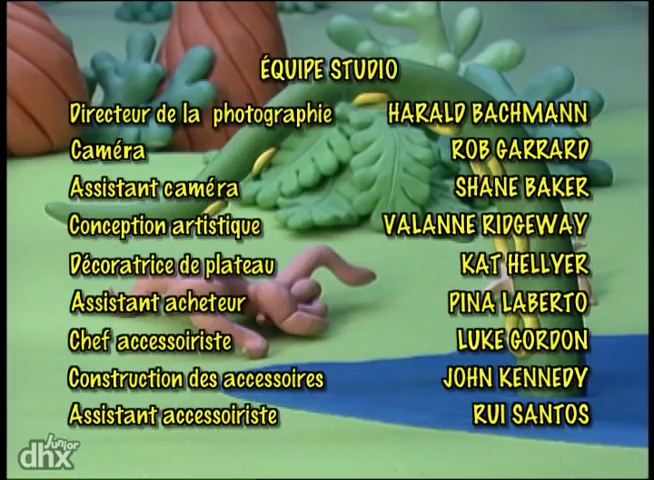 ÉQUIPE STUDIO
Directeur de la photographie HARALD BACHMANN
Caméra ROB GARRARD
Assistant caméra SHANE BAKER
Conception artistique VALANNE RIDGEWAY
Décoratrice de plateau KAT HELLYER
Assistant acheteur PINA LABERTO
Chef accessoiriste LUKE GORDON
Construction des accessoires JOHN KENNEDY
Assistant accessoiriste RUI SANTOS
dhx Junior